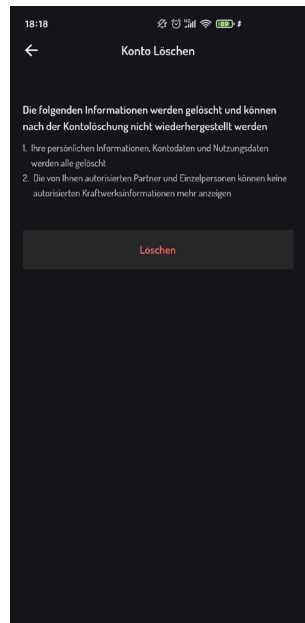 18:18
89
Konto Löschen
Die folgenden Informationen werden gelöscht und können
nach der Kontolöschung nicht wiederhergestellt werden
1. Ihre persönlichen Informationen, Kontodaten und Nutzungsdaten
werden alle gelöscht
2. Die von Ihnen autorisierten Partner und Einzelpersonen können keine
autorisierten Kraftwerksinformationen mehr anzeigen
Löschen